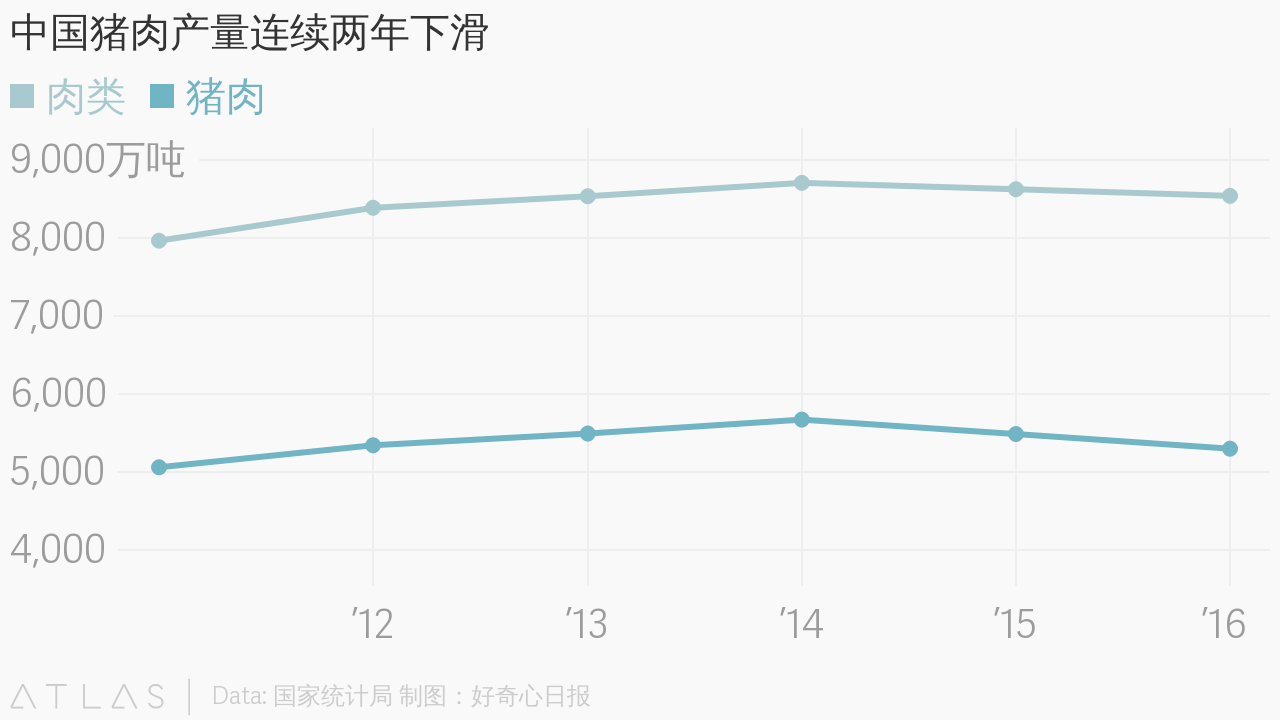 中国猪肉产量连续两年下滑
肉类 猪肉
9,000万吨
8,000
7,000
6,000
5,000
4,000
’12 ’13 ’14 ’15 ’16
ATLAS | Data: 国家统计局 制图：好奇心日报